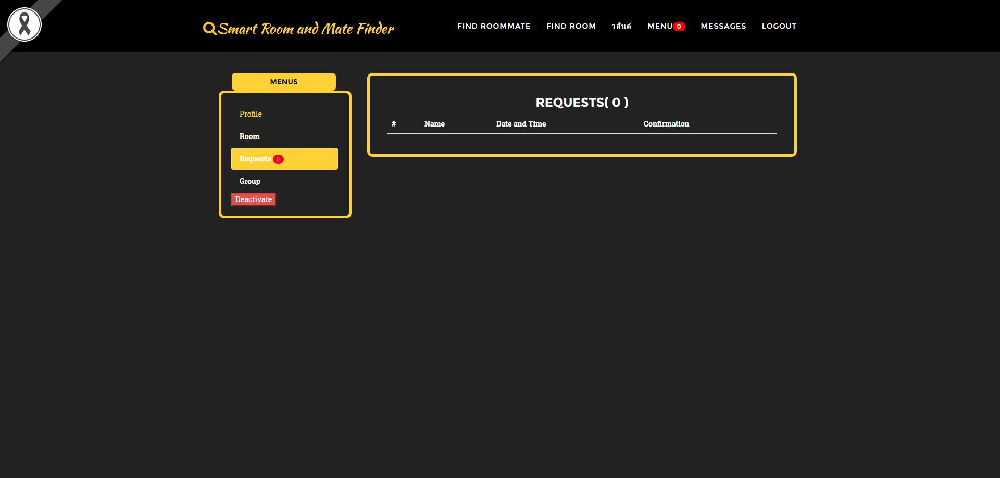 Smart Room and Mate Finder
FIND ROOMMATE FIND ROOM วสันต์ MENU 0 MESSAGES LOGOUT
MENUS
Profile
Room
Requests 0
Group
Deactivate
REQUESTS( 0 )
# Name Date and Time Confirmation